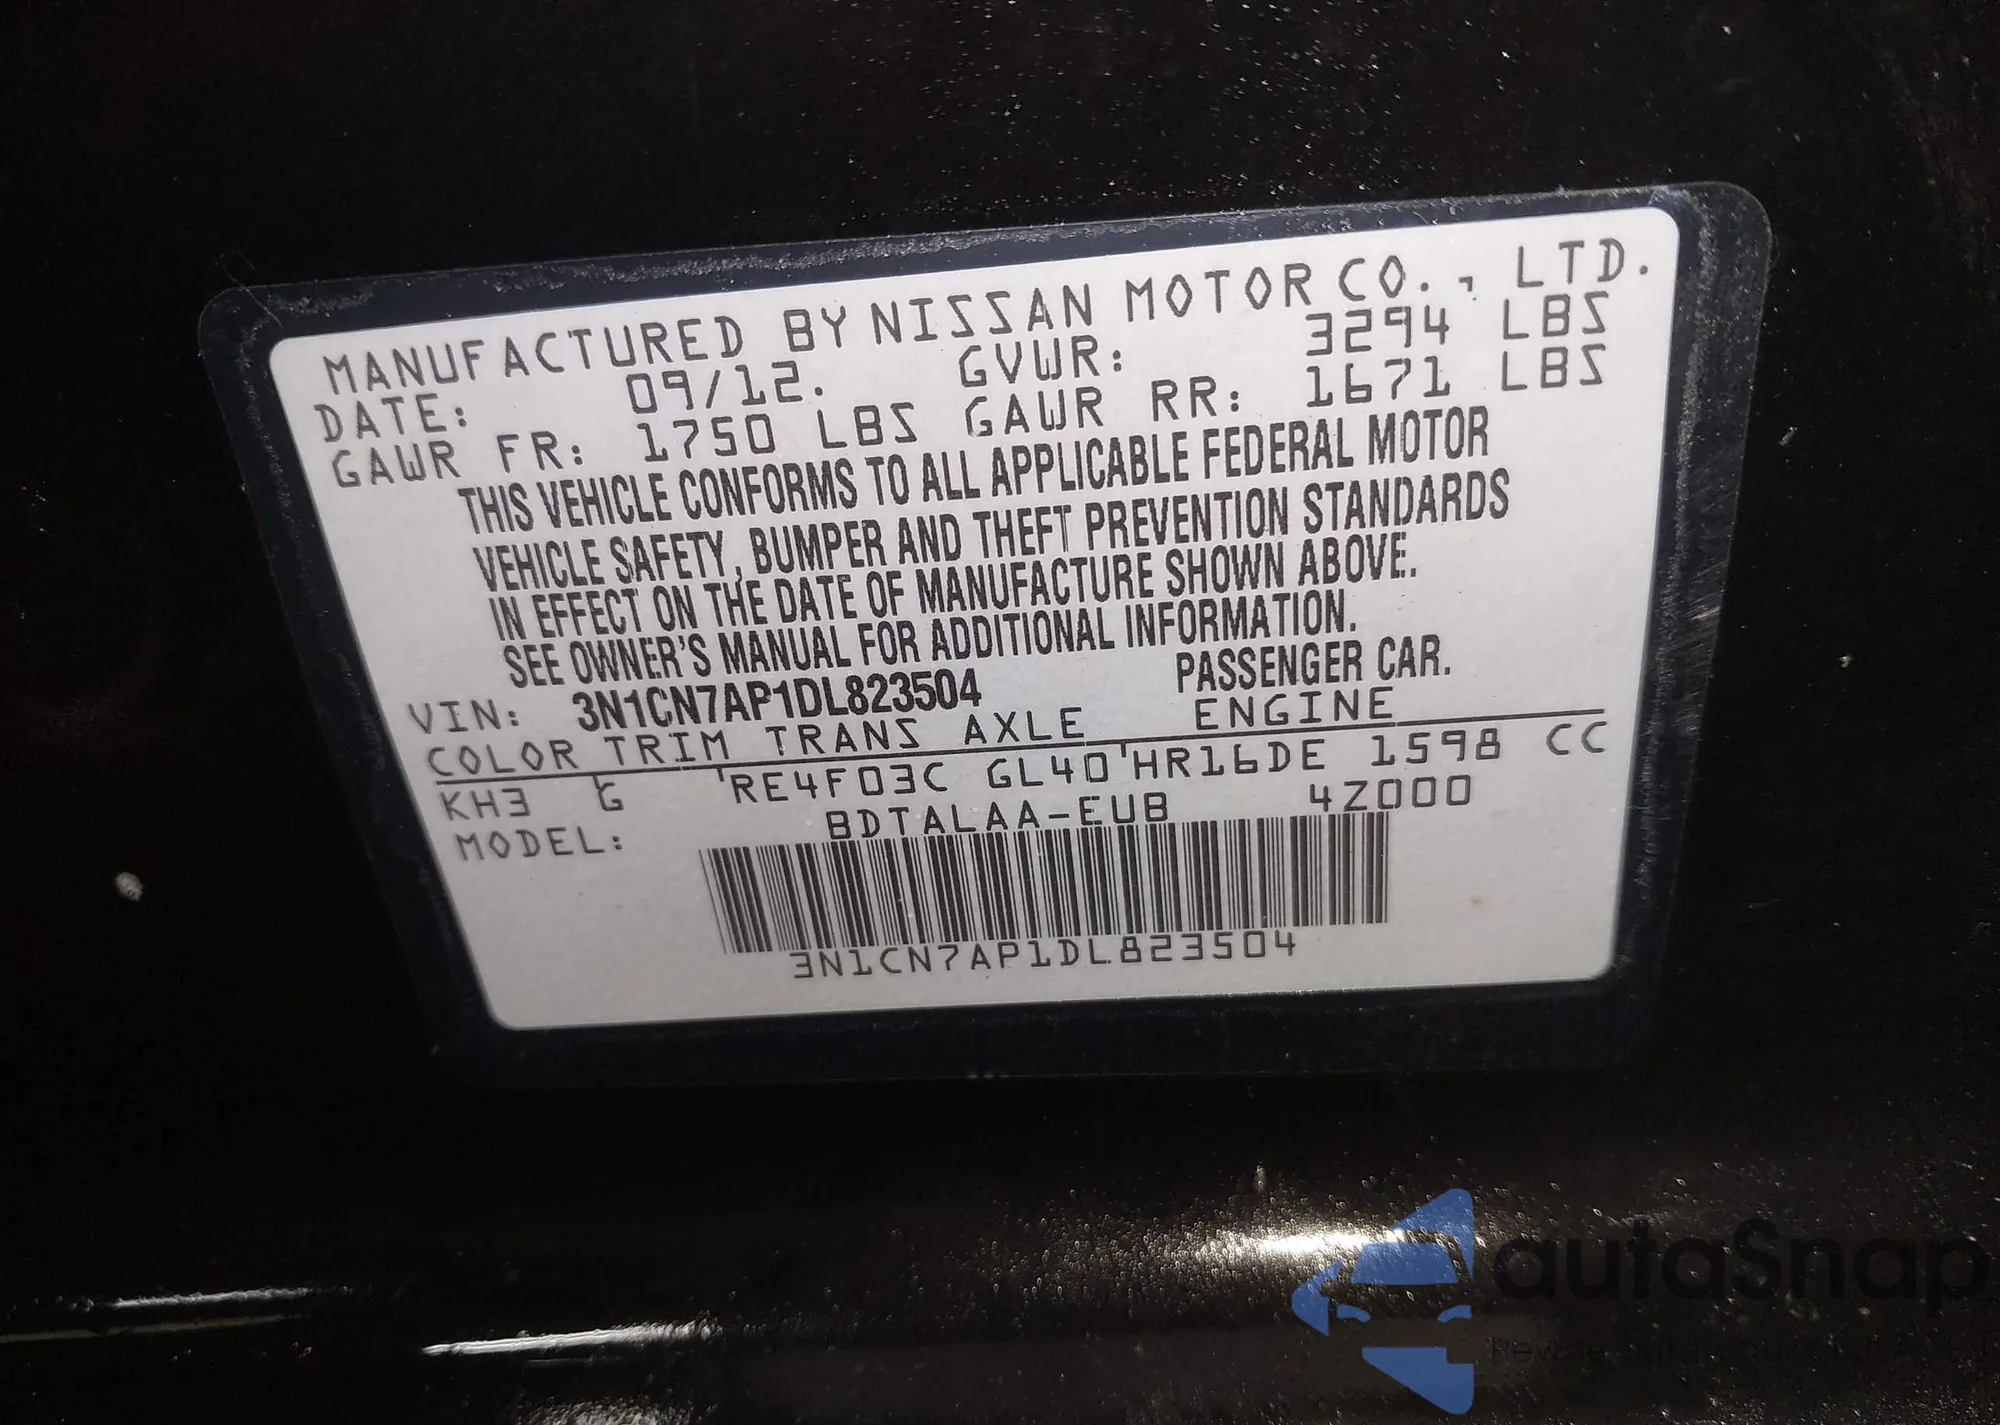 MANUFACTURED BY NISSAN MOTOR CO., LTD.
DATE: 09/12. GVWR: 3294 LBS
GAWR FR: 1750 LBS GAWR RR: 1671 LBS
THIS VEHICLE CONFORMS TO ALL APPLICABLE FEDERAL MOTOR
VEHICLE SAFETY, BUMPER AND THEFT PREVENTION STANDARDS
IN EFFECT ON THE DATE OF MANUFACTURE SHOWN ABOVE.
SEE OWNER'S MANUAL FOR ADDITIONAL INFORMATION.
VIN: 3N1CN7AP1DL823504 PASSENGER CAR.
COLOR TRIM TRANS AXLE ENGINE
KH3 G RE4F03C GL40 HR16DE 1598 CC
MODEL: BDTALAA-EUB 4Z000
3N1CN7AP1DL823504
autaSnap